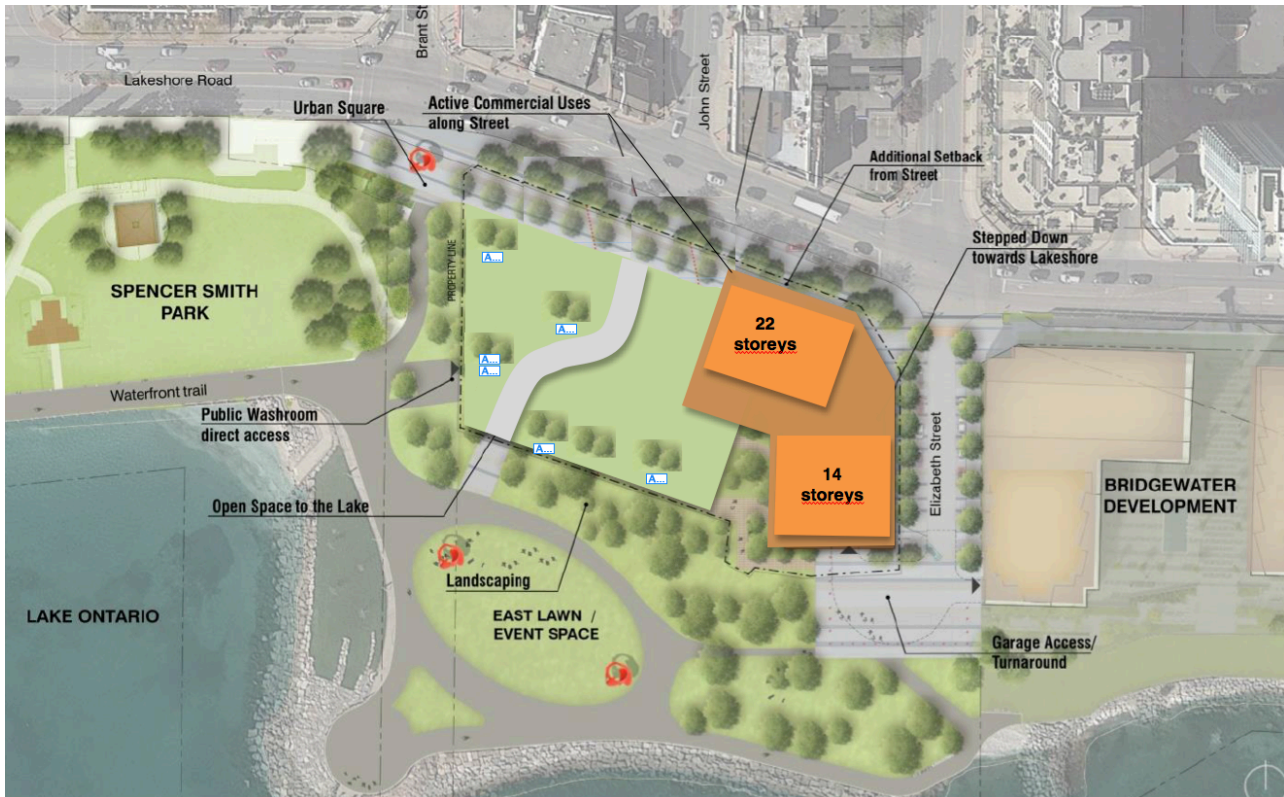 Brant St
Lakeshore Road
Urban Square
Active Commercial Uses
along Street
John Street
Additional Setback
from Street
Stepped Down
towards Lakeshore
SPENCER SMITH
PARK
PROPERTY LINE
A...
A...
A...
A...
A...
A...
22
storeys
14
storeys
Waterfront trail
Public Washroom
direct access
Elizabeth Street
BRIDGEWATER
DEVELOPMENT
Open Space to the Lake
Landscaping
LAKE ONTARIO
EAST LAWN /
EVENT SPACE
Garage Access/
Turnaround